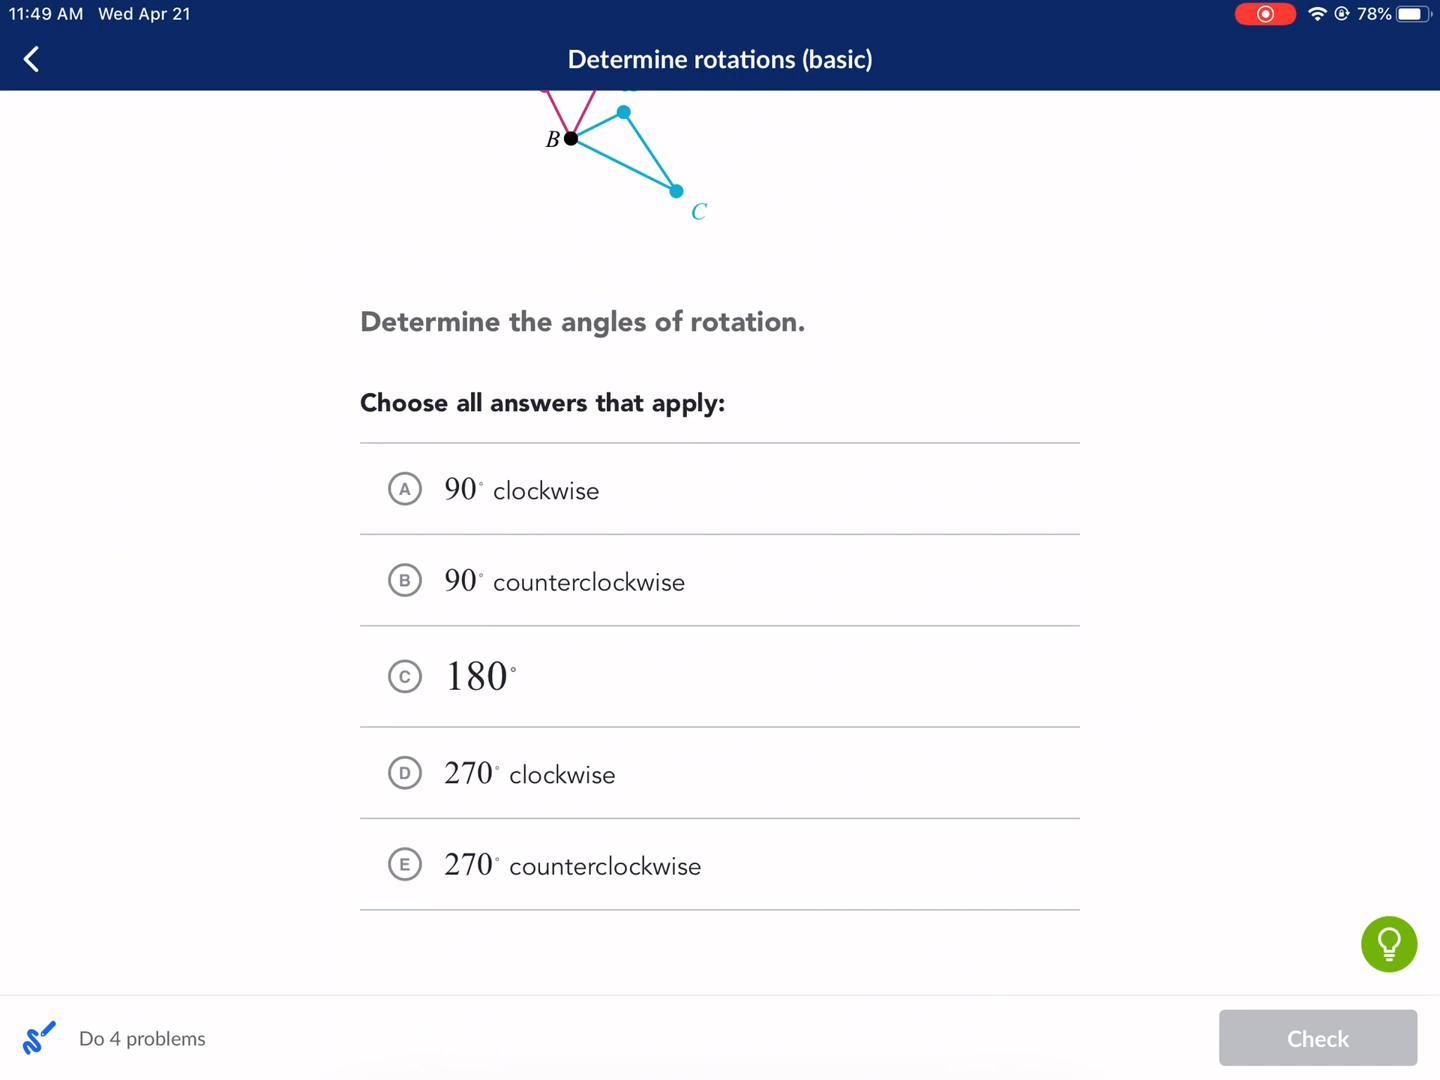 11:49 AM Wed Apr 21
78%
Determine rotations (basic)
B
C
Determine the angles of rotation.
Choose all answers that apply:
A 90° clockwise
B 90° counterclockwise
C 180°
D 270° clockwise
E 270° counterclockwise
Do 4 problems
Check